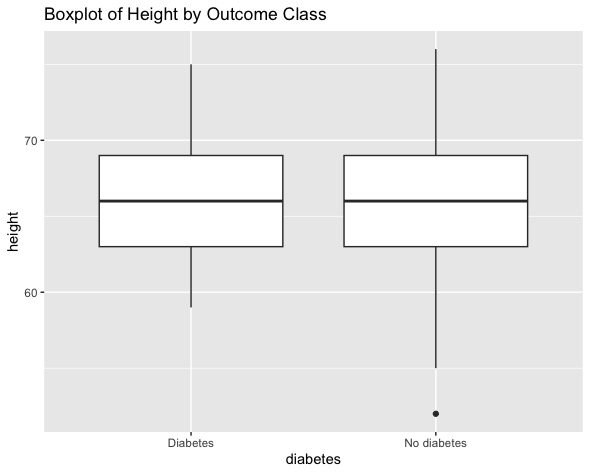 Boxplot of Height by Outcome Class
height
70
60
Diabetes
No diabetes
diabetes